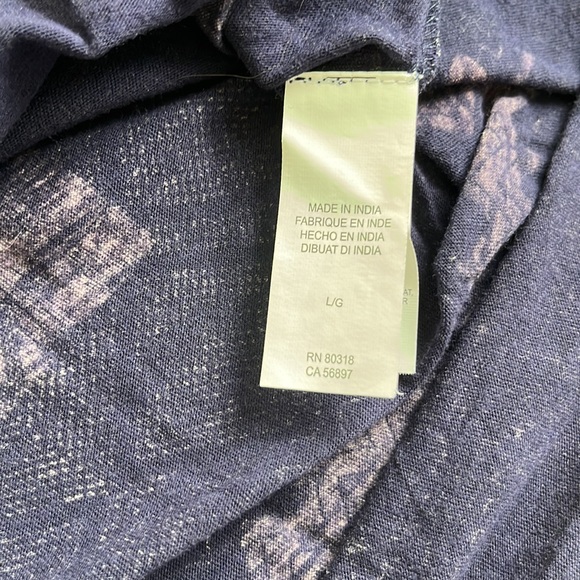 MADE IN INDIA
FABRIQUE EN INDE
HECHO EN INDIA
DIBUAT DI INDIA
L/G
RN 80318
CA 56897